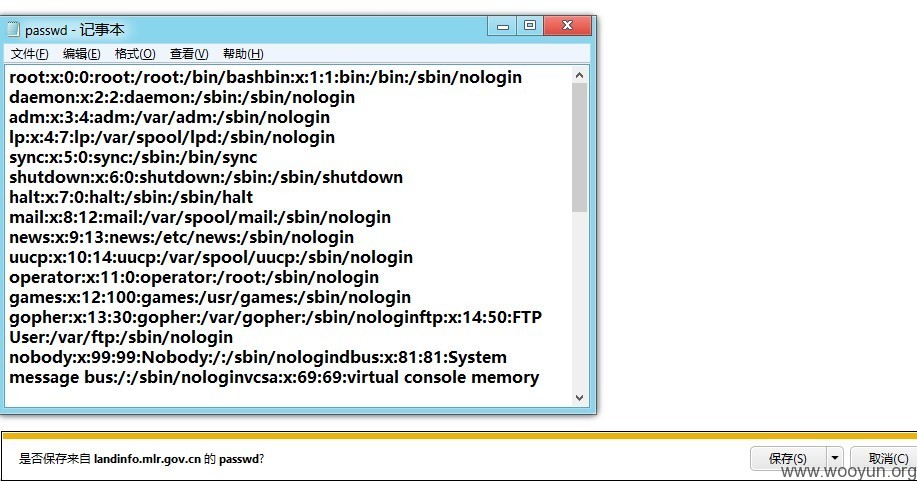 passwd - 记事本
文件(F) 编辑(E) 格式(O) 查看(V) 帮助(H)
root:x:0:0:root:/root:/bin/bashbin:x:1:1:bin:/bin:/sbin/nologin
daemon:x:2:2:daemon:/sbin:/sbin/nologin
adm:x:3:4:adm:/var/adm:/sbin/nologin
lp:x:4:7:lp:/var/spool/lpd:/sbin/nologin
sync:x:5:0:sync:/sbin:/bin/sync
shutdown:x:6:0:shutdown:/sbin:/sbin/shutdown
halt:x:7:0:halt:/sbin:/sbin/halt
mail:x:8:12:mail:/var/spool/mail:/sbin/nologin
news:x:9:13:news:/etc/news:/sbin/nologin
uucp:x:10:14:uucp:/var/spool/uucp:/sbin/nologin
operator:x:11:0:operator:/root:/sbin/nologin
games:x:12:100:games:/usr/games:/sbin/nologin
gopher:x:13:30:gopher:/var/gopher:/sbin/nologinftp:x:14:50:FTP
User:/var/ftp:/sbin/nologin
nobody:x:99:99:Nobody:/:/sbin/nologindbus:x:81:81:System
message bus:/:/sbin/nologinvcsa:x:69:69:virtual console memory
是否保存来自 landinfo.mlr.gov.cn 的 passwd?
保存(S) 取消(C)
www.wooyun.org